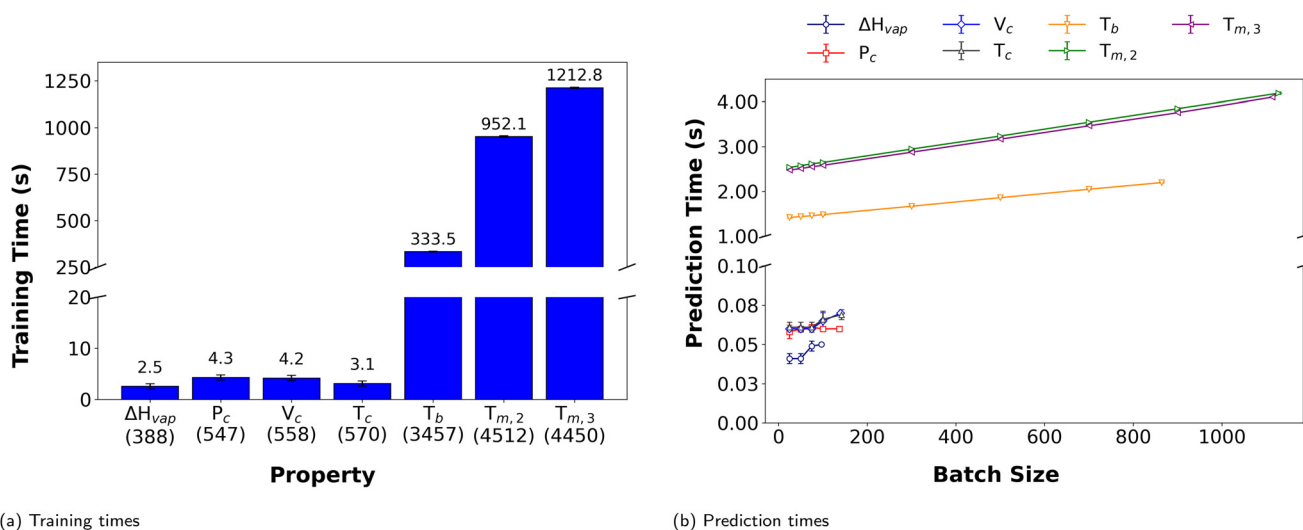 1250
1000
750
500
250
20
10
0
Training Time (s)
2.5
4.3
4.2
3.1
333.5
952.1
1212.8
ΔHvap Pc Vc Tc Tb Tm, 2 Tm, 3
(388) (547) (558) (570) (3457) (4512) (4450)
Property
(a) Training times
ΔHvap Vc Tb Tm, 3
Pc Tc Tm, 2
4.00
3.00
2.00
1.00
0.10
0.08
0.05
0.03
0.00
Prediction Time (s)
0 200 400 600 800 1000
Batch Size
(b) Prediction times